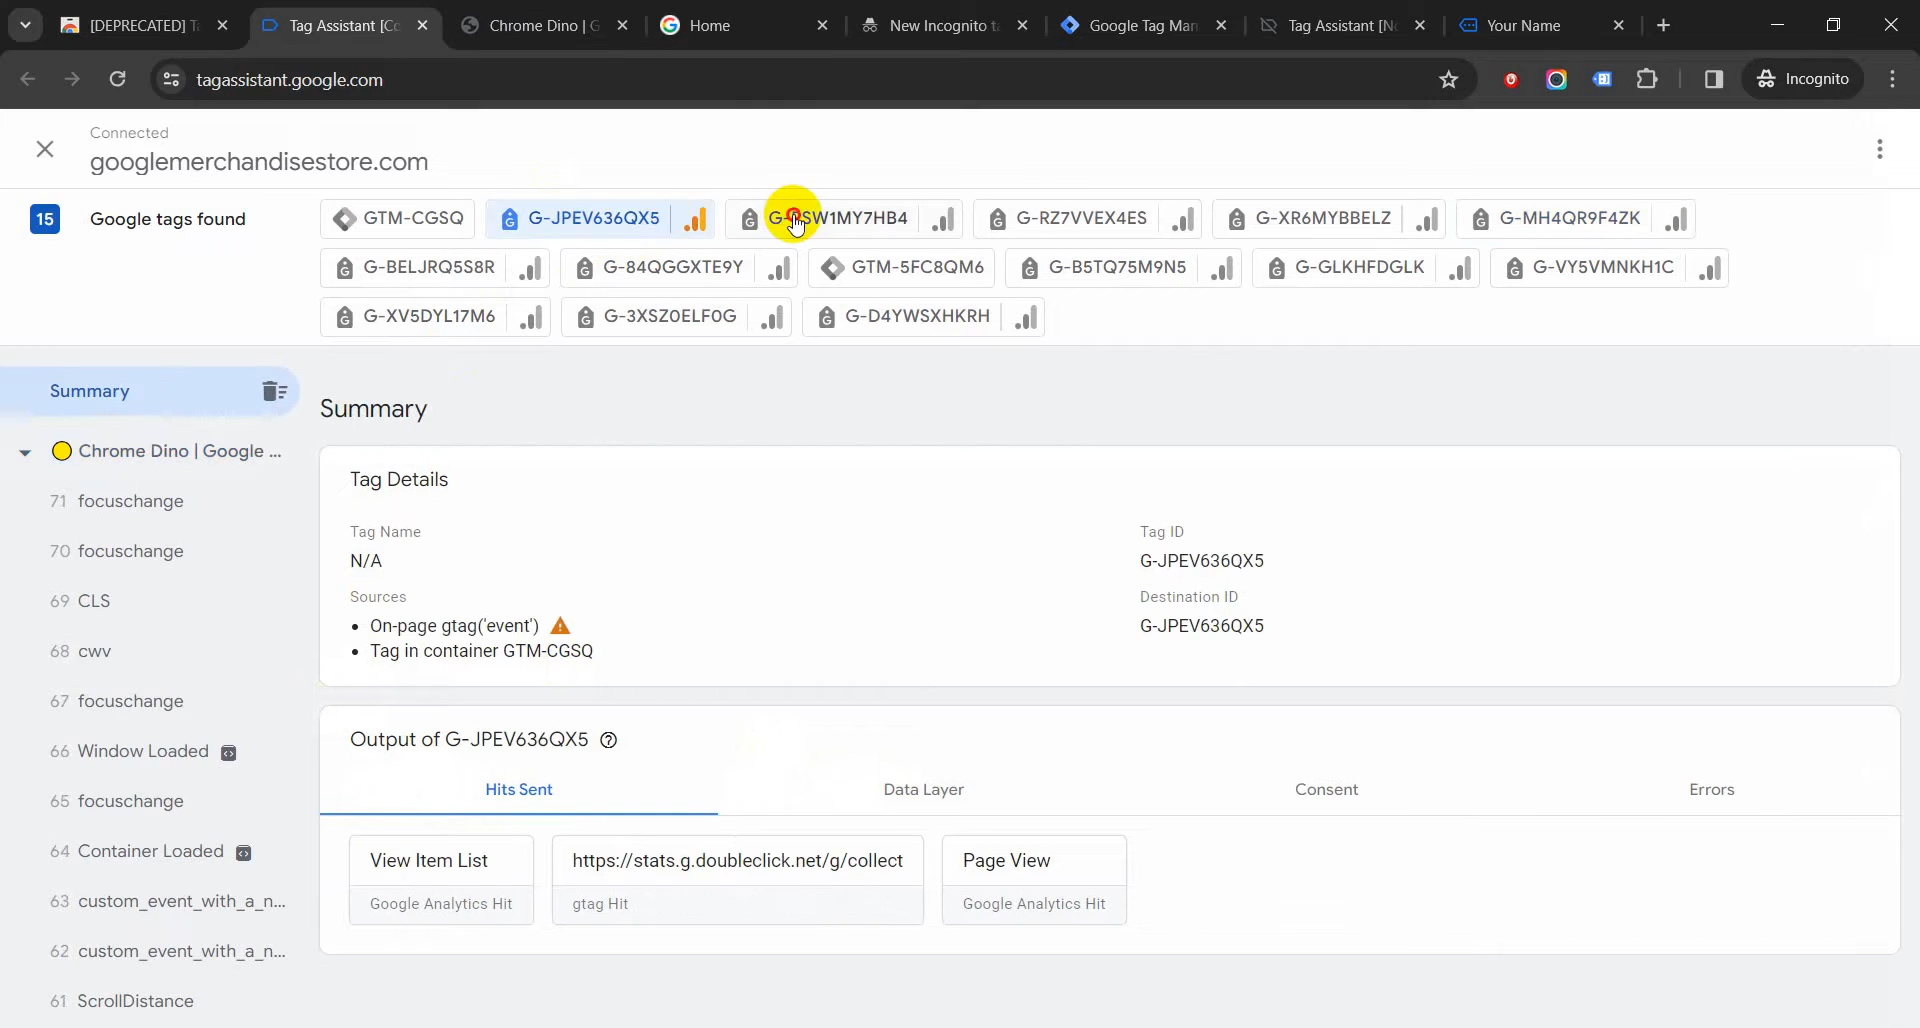 [DEPRECATED] T
Tag Assistant [Co
Chrome Dino | G
Home
New Incognito ta
Google Tag Man
Tag Assistant [N
Your Name
tagassistant.google.com
Incognito
Connected
googlemerchandisestore.com
15
Google tags found
GTM-CGSQ
G-JPEV636QX5
SW1MY7HB4
G-RZ7VVEX4ES
G-XR6MYBBELZ
G-MH4QR9F4ZK
G-BELJRQ5S8R
G-84QGGXTE9Y
GTM-5FC8QM6
G-B5TQ75M9N5
G-GLKHFDGLK
G-VY5VMNKH1C
G-XV5DYL17M6
G-3XSZ0ELF0G
G-D4YWSXHKRH
Summary
Chrome Dino | Google ...
71 focuschange
70 focuschange
69 CLS
68 cwv
67 focuschange
66 Window Loaded
65 focuschange
64 Container Loaded
63 custom_event_with_a_n...
62 custom_event_with_a_n...
61 ScrollDistance
Summary
Tag Details
Tag Name
N/A
Tag ID
G-JPEV636QX5
Sources
On-page gtag('event')
Tag in container GTM-CGSQ
Destination ID
G-JPEV636QX5
Output of G-JPEV636QX5
Hits Sent
Data Layer
Consent
Errors
View Item List
Google Analytics Hit
https://stats.g.doubleclick.net/g/collect
gtag Hit
Page View
Google Analytics Hit